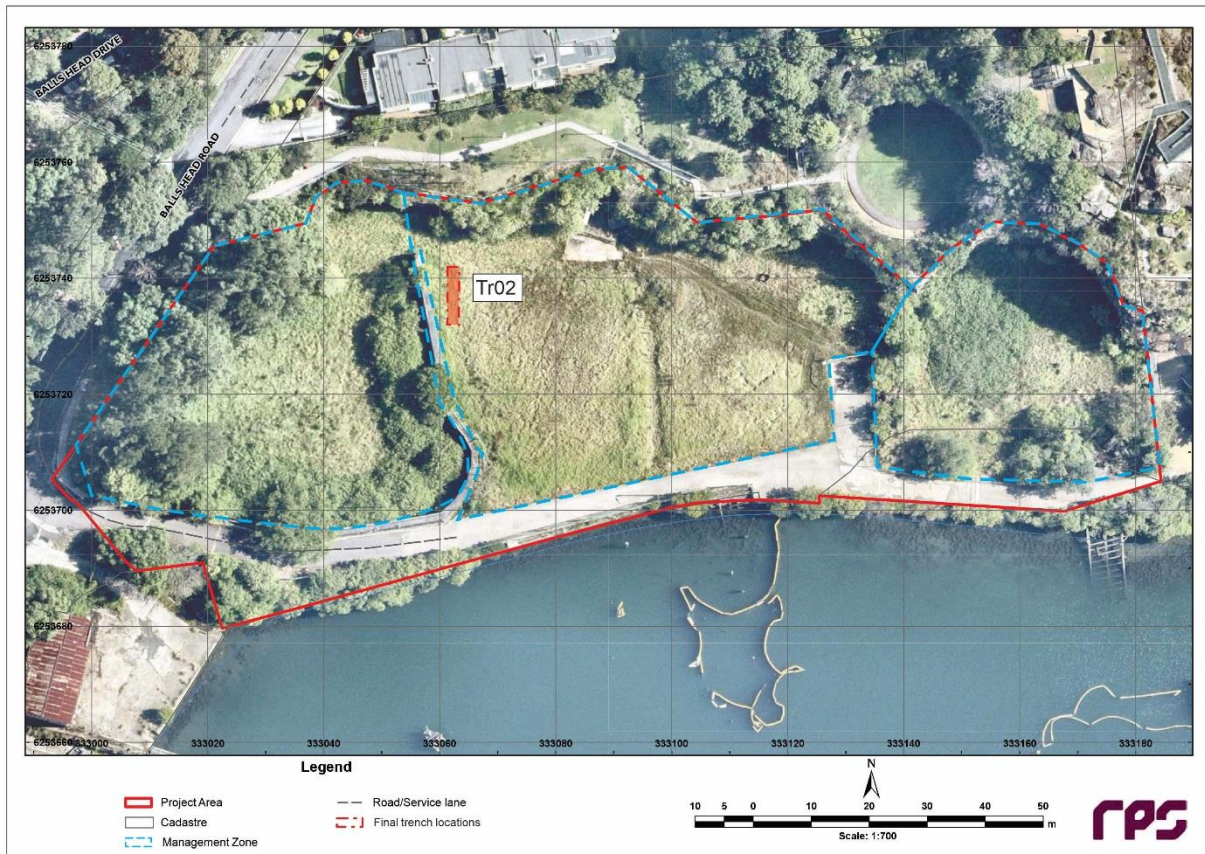 6253780
BALLS HEAD DRIVE
BALLS HEAD ROAD
6253760
6253740
Tr02
6253720
6253700
6253680
6253660
333000 333020 333040 333060 333080 333100 333120 333140 333160 333180
Legend
Project Area
Cadastre
Management Zone
Road/Service lane
Final trench locations
N
10 5 0 10 20 30 40 50
m
Scale: 1:700
rps